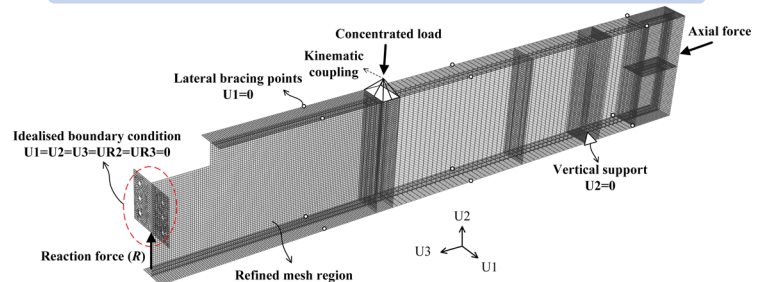 Concentrated load
Axial force
Kinematic
coupling
Lateral bracing points
U1=0
Idealised boundary condition
U1=U2=U3=UR2=UR3=0
Vertical support
U2=0
Reaction force (R)
Refined mesh region
U2
U3
U1